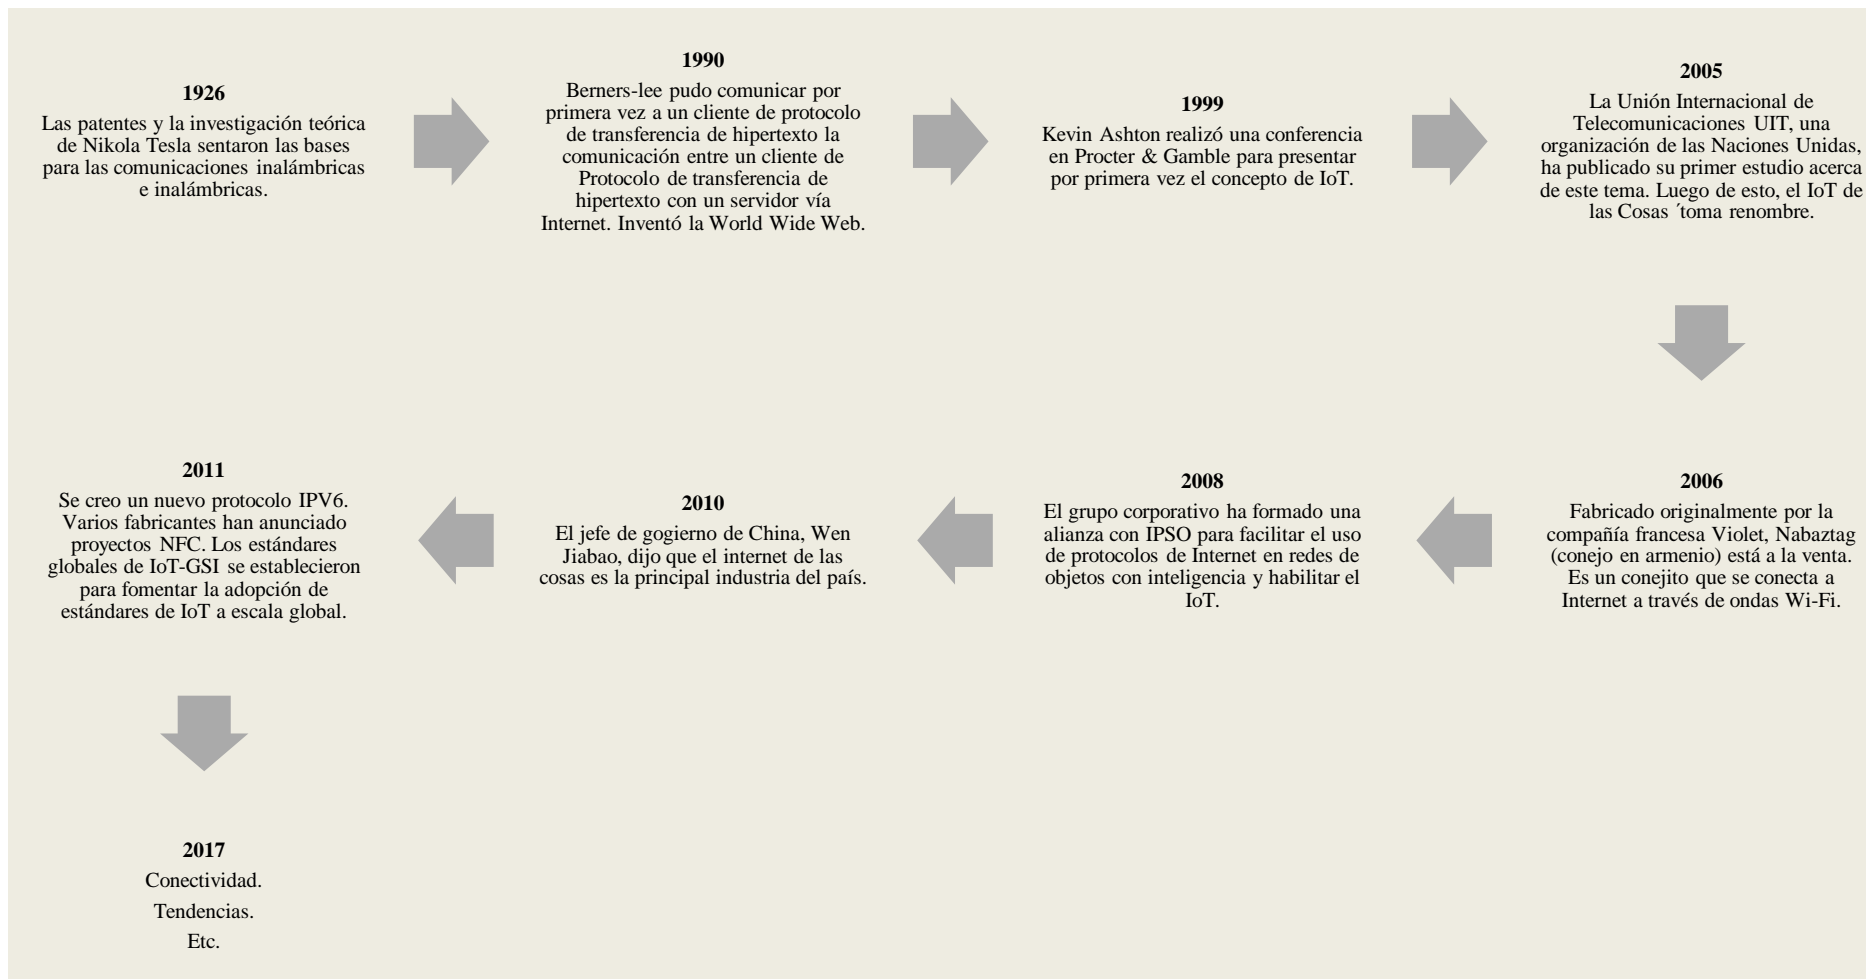 1926
Las patentes y la investigación teórica
de Nikola Tesla sentaron las bases
para las comunicaciones inalámbricas
e inalámbricas.
1990
Berners-lee pudo comunicar por
primera vez a un cliente de protocolo
de transferencia de hipertexto la
comunicación entre un cliente de
Protocolo de transferencia de
hipertexto con un servidor vía
Internet. Inventó la World Wide Web.
1999
Kevin Ashton realizó una conferencia
en Procter & Gamble para presentar
por primera vez el concepto de IoT.
2005
La Unión Internacional de
Telecomunicaciones UIT, una
organización de las Naciones Unidas,
ha publicado su primer estudio acerca
de este tema. Luego de esto, el IoT de
las Cosas ´toma renombre.
2006
Fabricado originalmente por la
compañía francesa Violet, Nabaztag
(conejo en armenio) está a la venta.
Es un conejito que se conecta a
Internet a través de ondas Wi-Fi.
2008
El grupo corporativo ha formado una
alianza con IPSO para facilitar el uso
de protocolos de Internet en redes de
objetos con inteligencia y habilitar el
IoT.
2010
El jefe de gogierno de China, Wen
Jiabao, dijo que el internet de las
cosas es la principal industria del país.
2011
Se creo un nuevo protocolo IPV6.
Varios fabricantes han anunciado
proyectos NFC. Los estándares
globales de IoT-GSI se establecieron
para fomentar la adopción de
estándares de IoT a escala global.
2017
Conectividad.
Tendencias.
Etc.